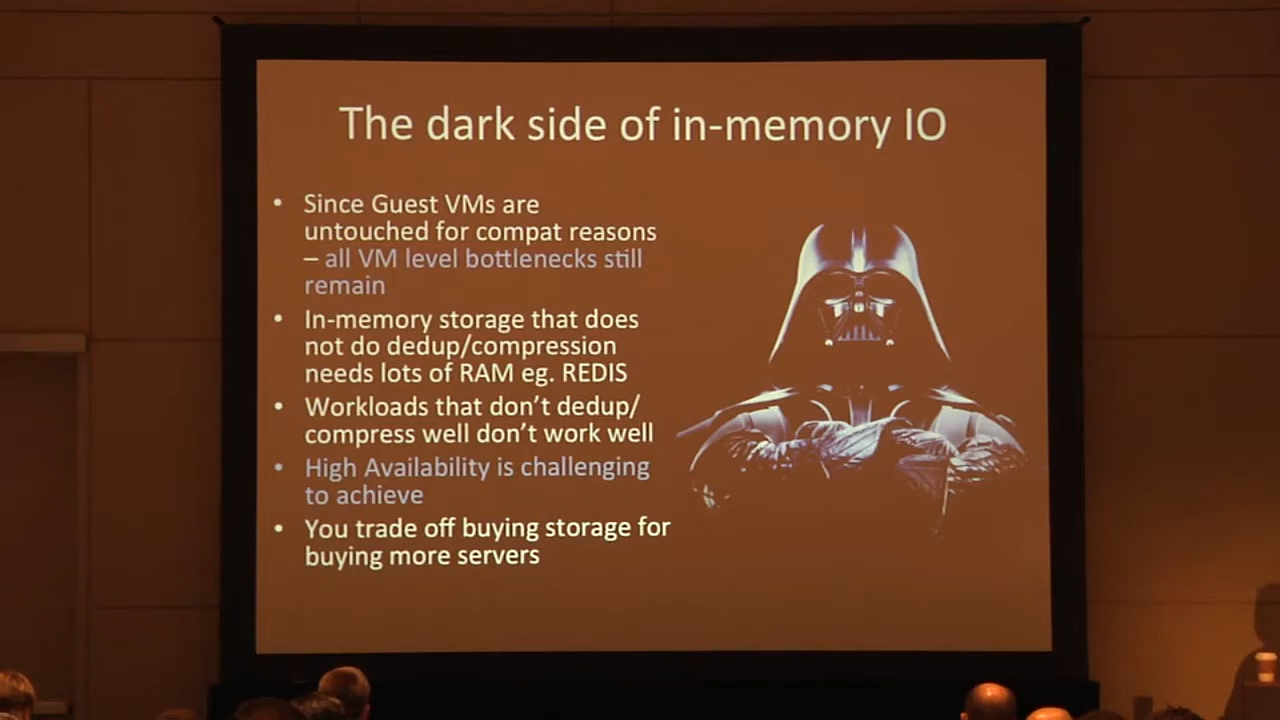 The dark side of in-memory IO
• Since Guest VMs are
untouched for compat reasons
– all VM level bottlenecks still
remain
• In-memory storage that does
not do dedup/compression
needs lots of RAM eg. REDIS
• Workloads that don't dedup/
compress well don't work well
• High Availability is challenging
to achieve
• You trade off buying storage for
buying more servers